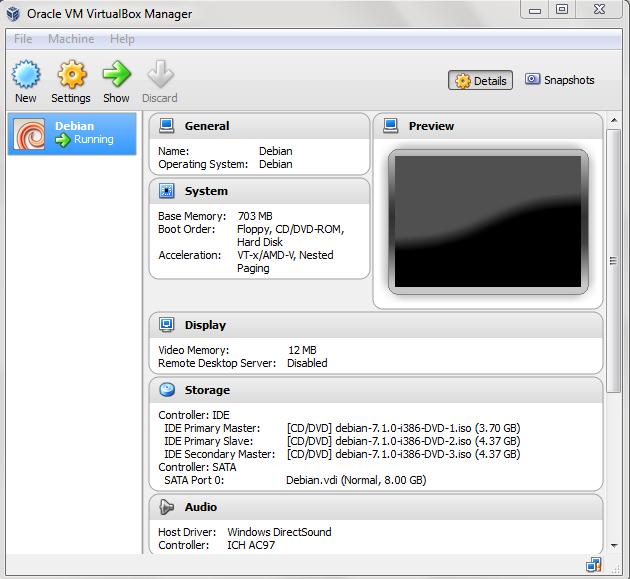 Oracle VM VirtualBox Manager
File Machine Help
New Settings Show Discard
Details Snapshots
Debian
Running
General
Name: Debian
Operating System: Debian
System
Base Memory: 703 MB
Boot Order: Floppy, CD/DVD-ROM,
Hard Disk
Acceleration: VT-x/AMD-V, Nested
Paging
Preview
Display
Video Memory: 12 MB
Remote Desktop Server: Disabled
Storage
Controller: IDE
IDE Primary Master: [CD/DVD] debian-7.1.0-i386-DVD-1.iso (3.70 GB)
IDE Primary Slave: [CD/DVD] debian-7.1.0-i386-DVD-2.iso (4.37 GB)
IDE Secondary Master: [CD/DVD] debian-7.1.0-i386-DVD-3.iso (4.37 GB)
Controller: SATA
SATA Port 0: Debian.vdi (Normal, 8.00 GB)
Audio
Host Driver: Windows DirectSound
Controller: ICH AC97